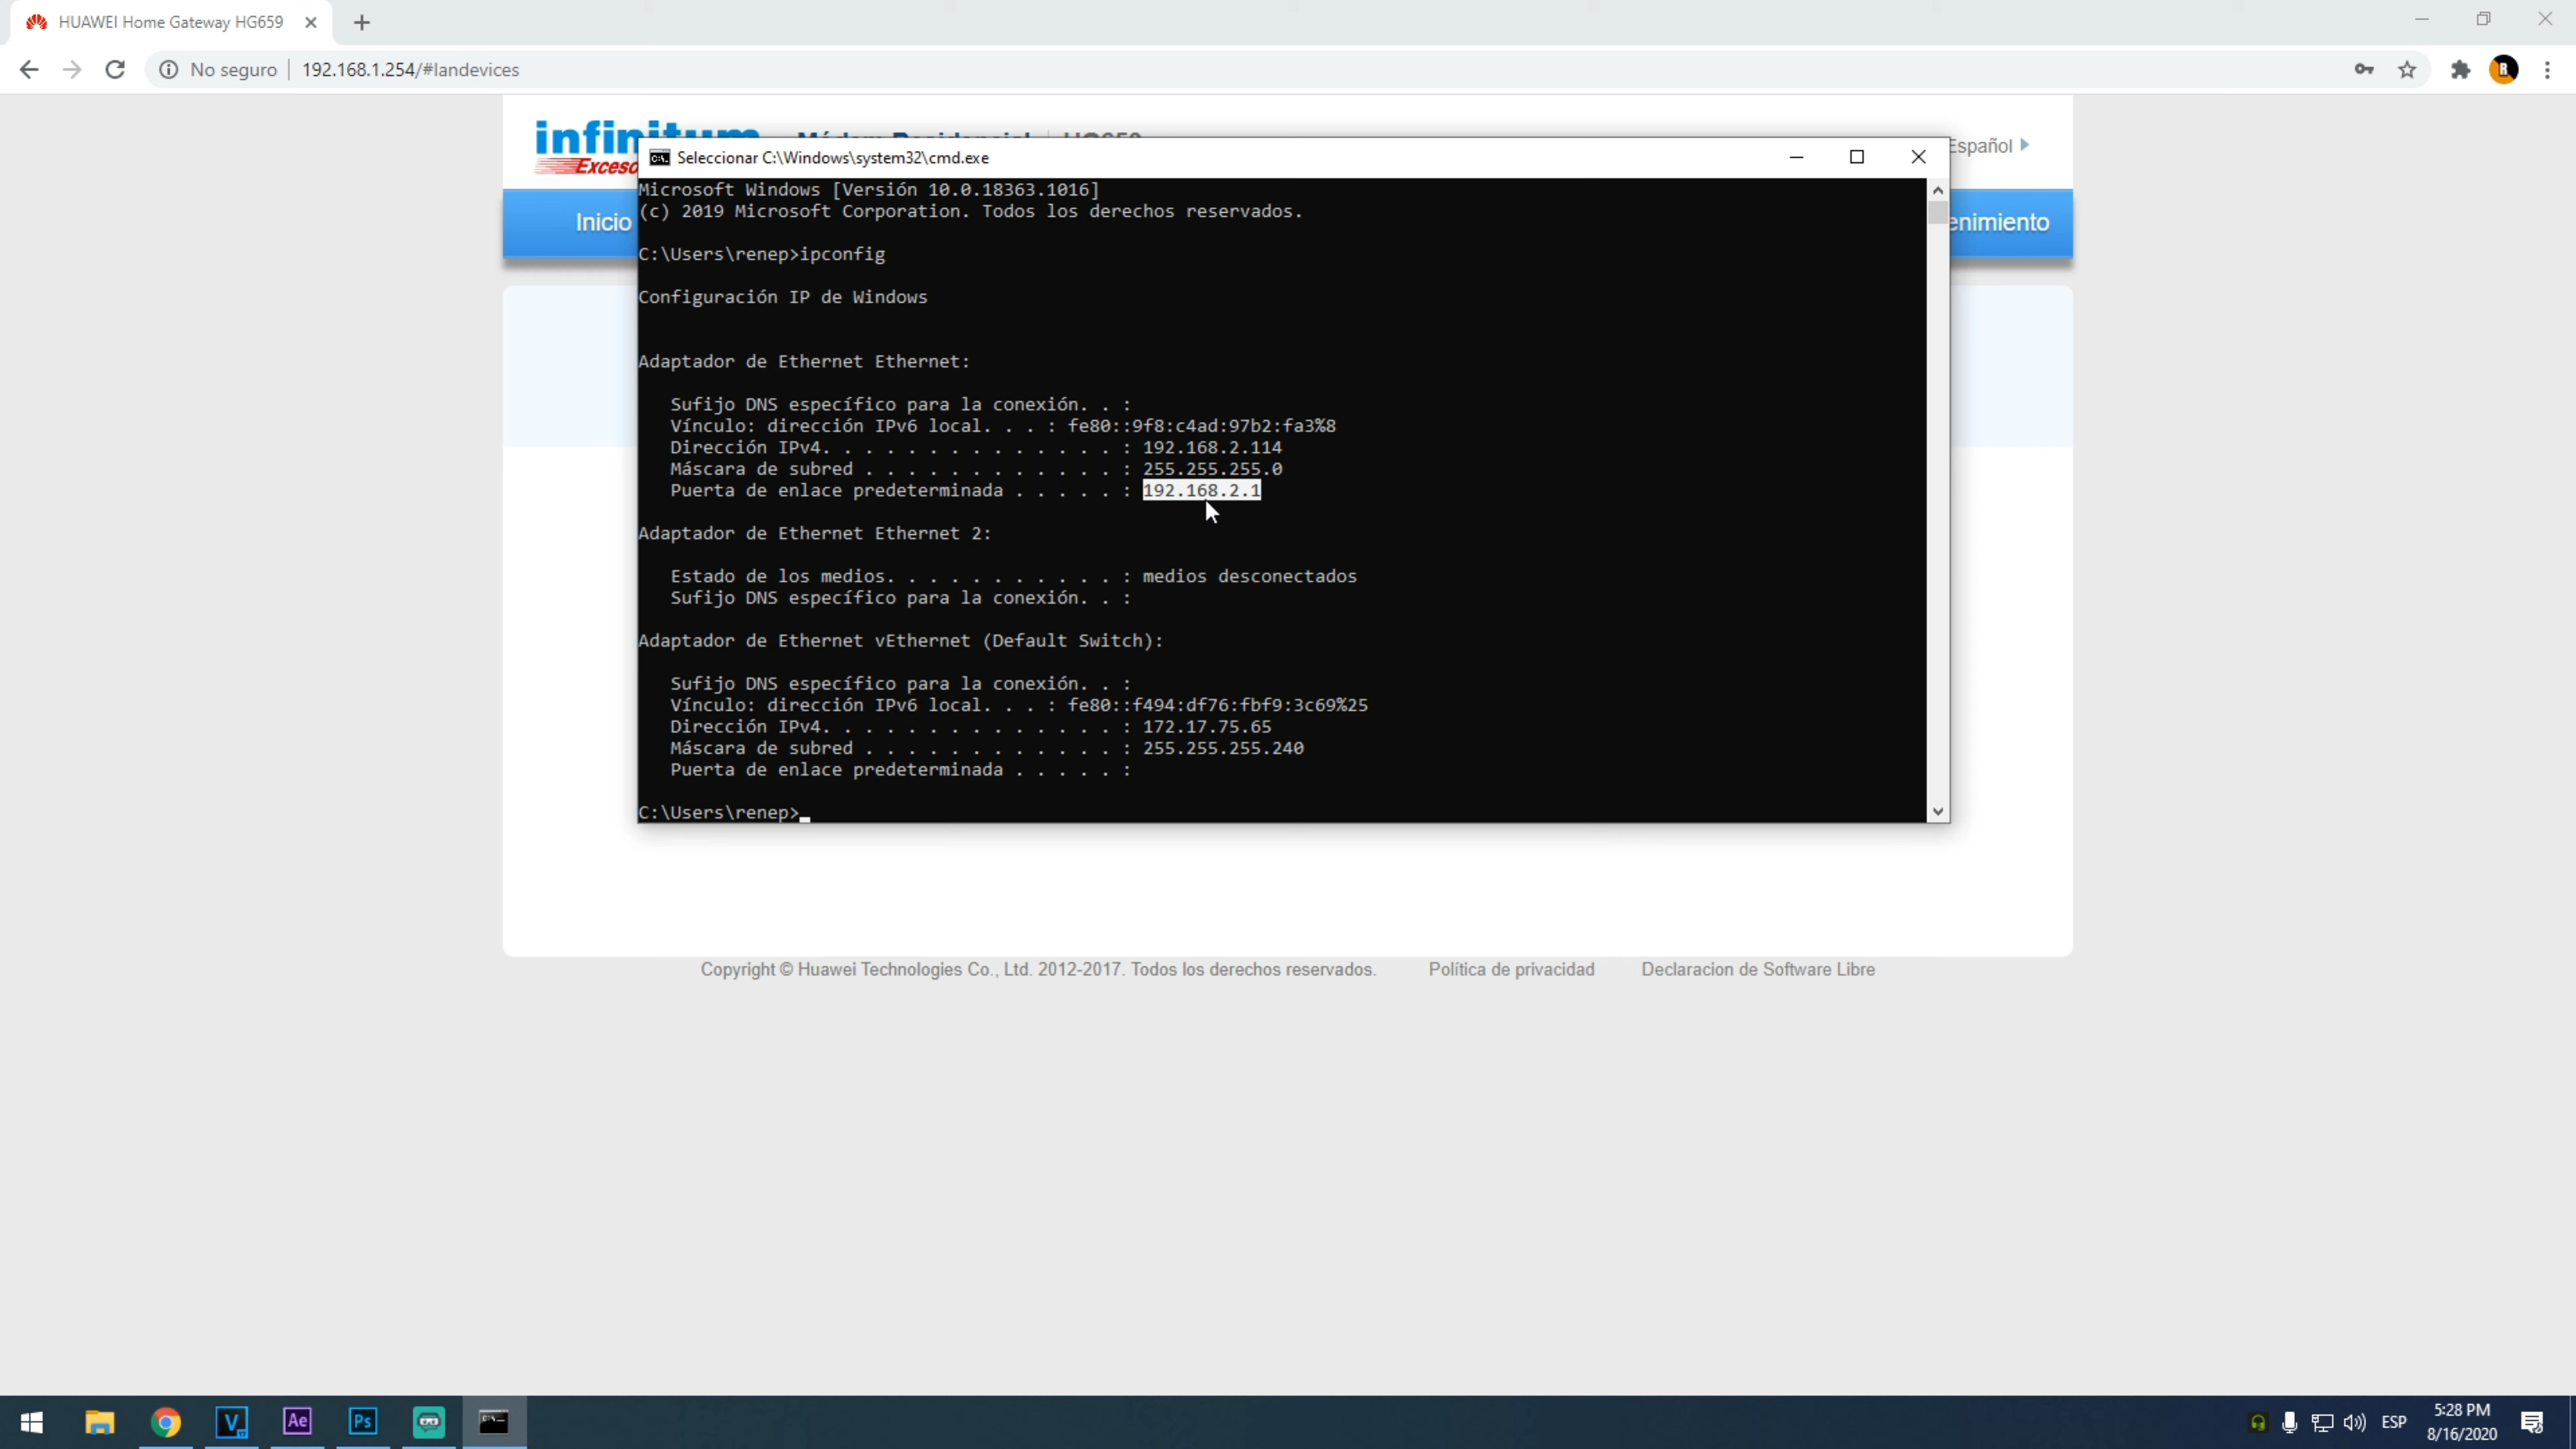 HUAWEI Home Gateway HG659
No seguro 192.168.1.254/#landevices
infinitum
Módem Residencial HG659
Español
Seleccionar C:\Windows\system32\cmd.exe
Inicio
enimiento
Microsoft Windows [Versión 10.0.18363.1016]
(c) 2019 Microsoft Corporation. Todos los derechos reservados.
C:\Users\renep>ipconfig
Configuración IP de Windows
Adaptador de Ethernet Ethernet:
Sufijo DNS específico para la conexión. . :
Vínculo: dirección IPv6 local. . . : fe80::9f8:c4ad:97b2:fa3%8
Dirección IPv4. . . . . . . . . . . . . . : 192.168.2.114
Máscara de subred . . . . . . . . . . . . : 255.255.255.0
Puerta de enlace predeterminada . . . . . : 192.168.2.1
Adaptador de Ethernet Ethernet 2:
Estado de los medios. . . . . . . . . . . : medios desconectados
Sufijo DNS específico para la conexión. . :
Adaptador de Ethernet vEthernet (Default Switch):
Sufijo DNS específico para la conexión. . :
Vínculo: dirección IPv6 local. . . : fe80::f494:df76:fbf9:3c69%25
Dirección IPv4. . . . . . . . . . . . . . : 172.17.75.65
Máscara de subred . . . . . . . . . . . . : 255.255.255.240
Puerta de enlace predeterminada . . . . . :
C:\Users\renep>_
Copyright © Huawei Technologies Co., Ltd. 2012-2017. Todos los derechos reservados. Política de privacidad Declaracion de Software Libre
V Ae Ps ESP
5:28 PM
8/16/2020